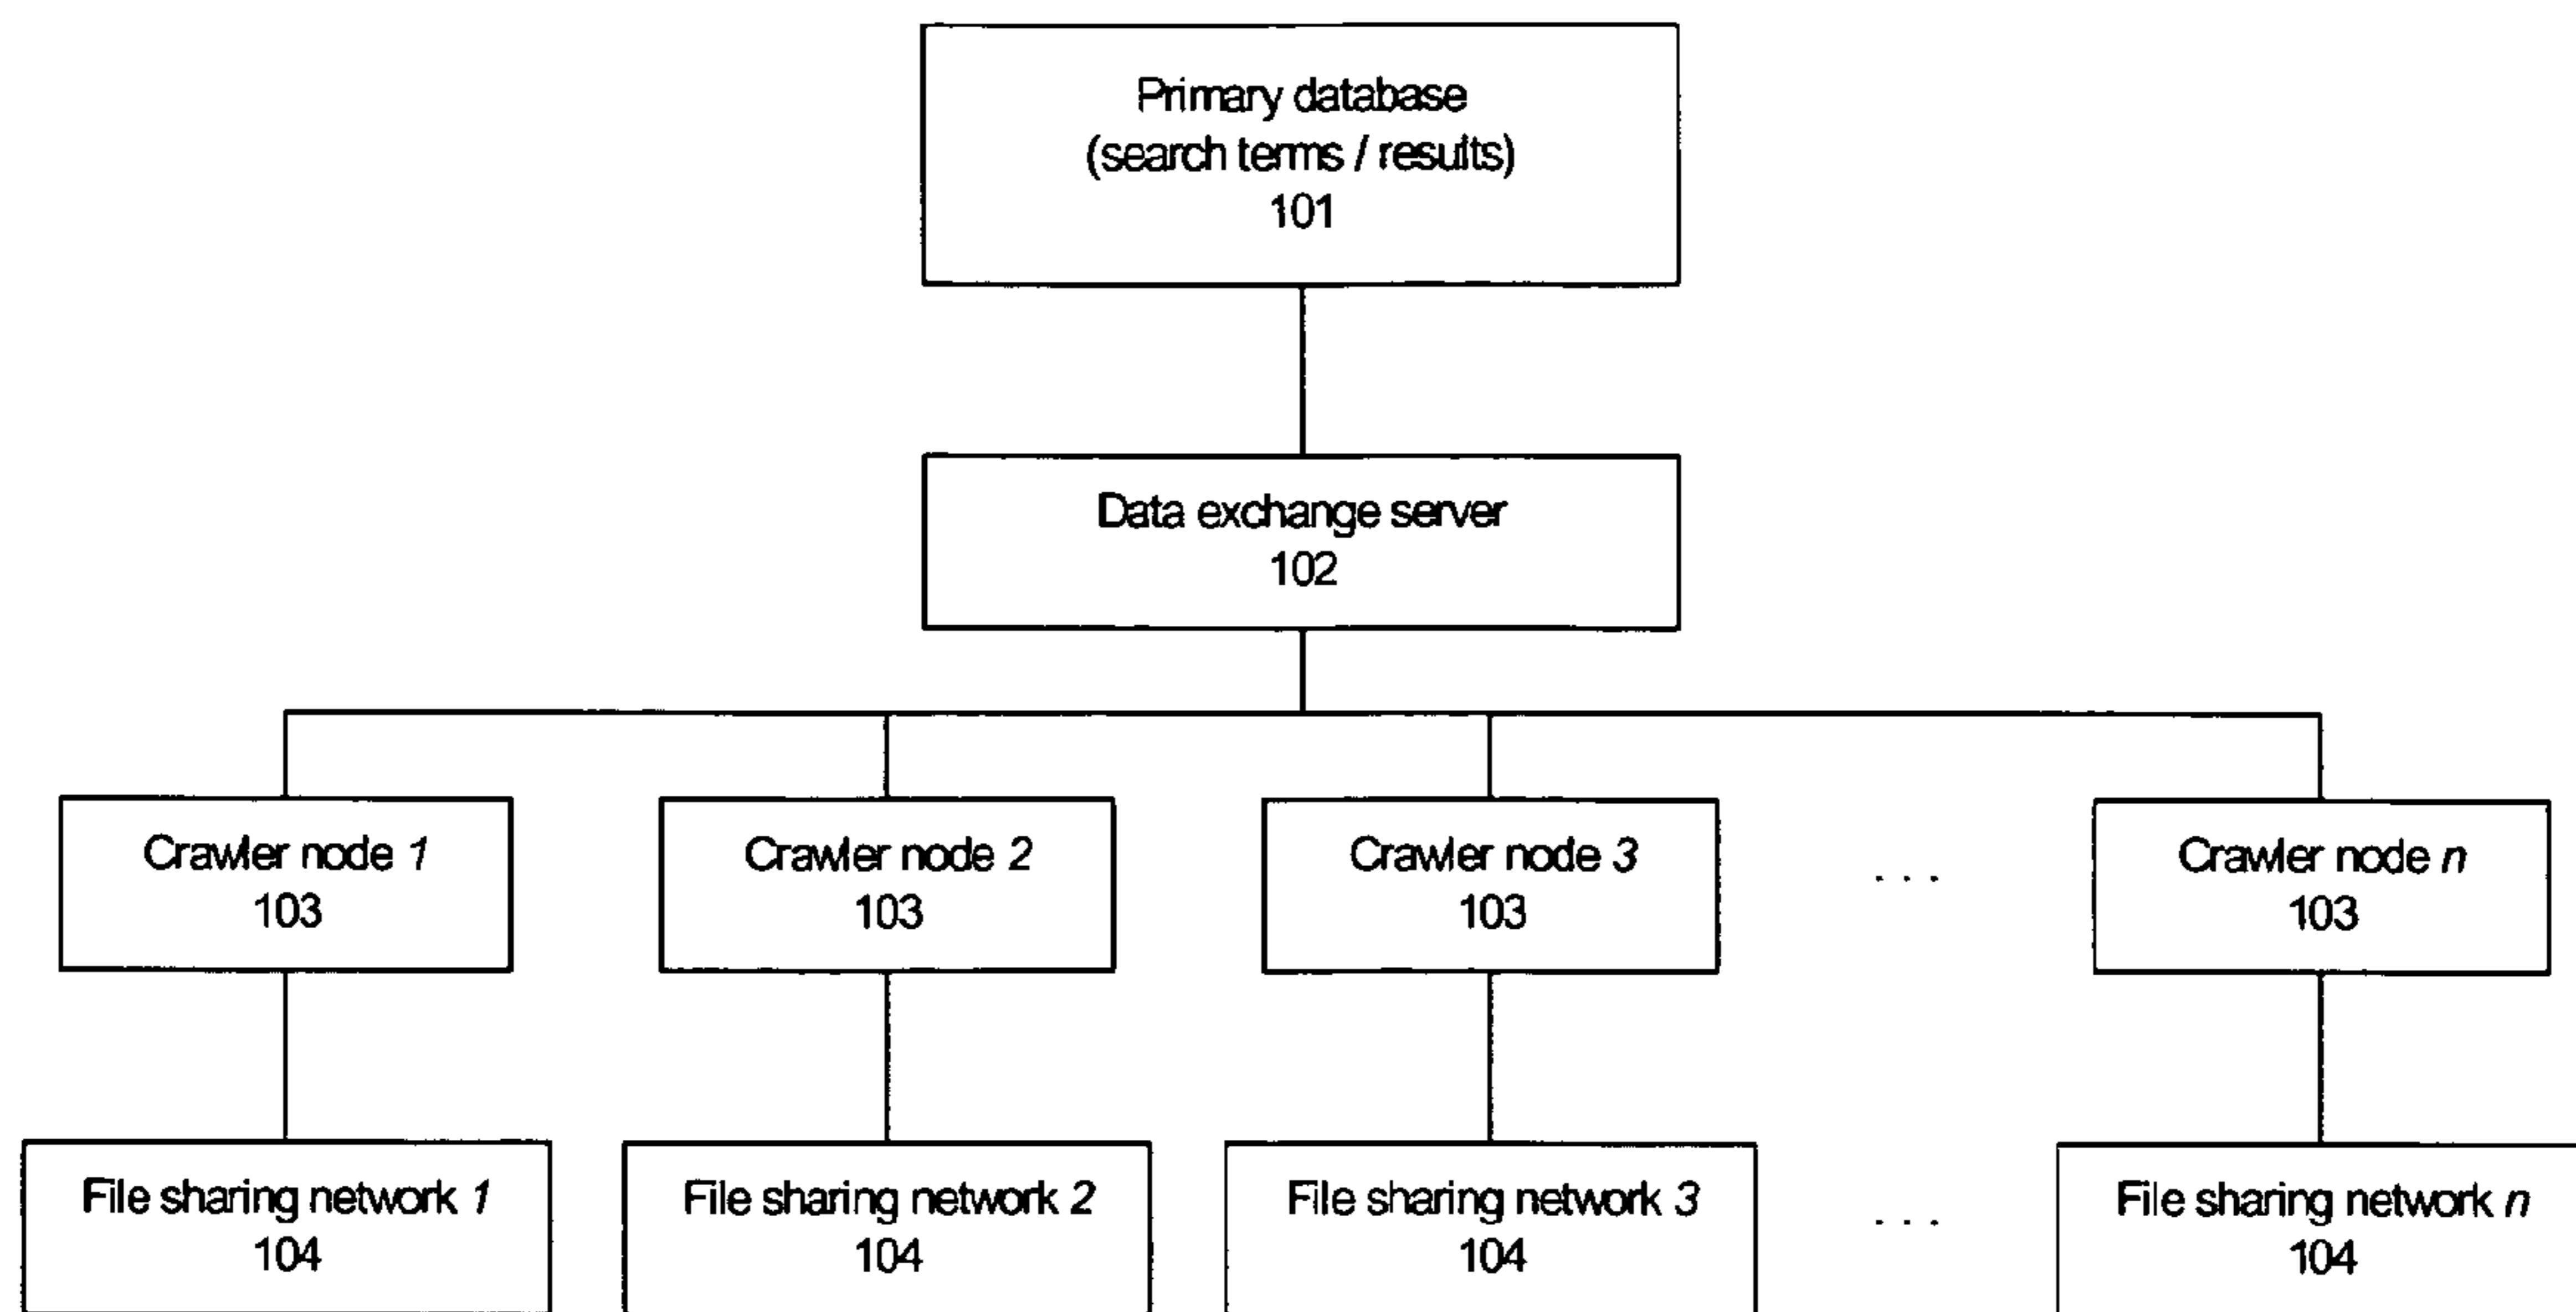 Primary database
(search terms / results)
101
Data exchange server
102
Crawler node 1
103
Crawler node 2
103
Crawler node 3
103
. . .
Crawler node n
103
File sharing network 1
104
File sharing network 2
104
File sharing network 3
104
. . .
File sharing network n
104